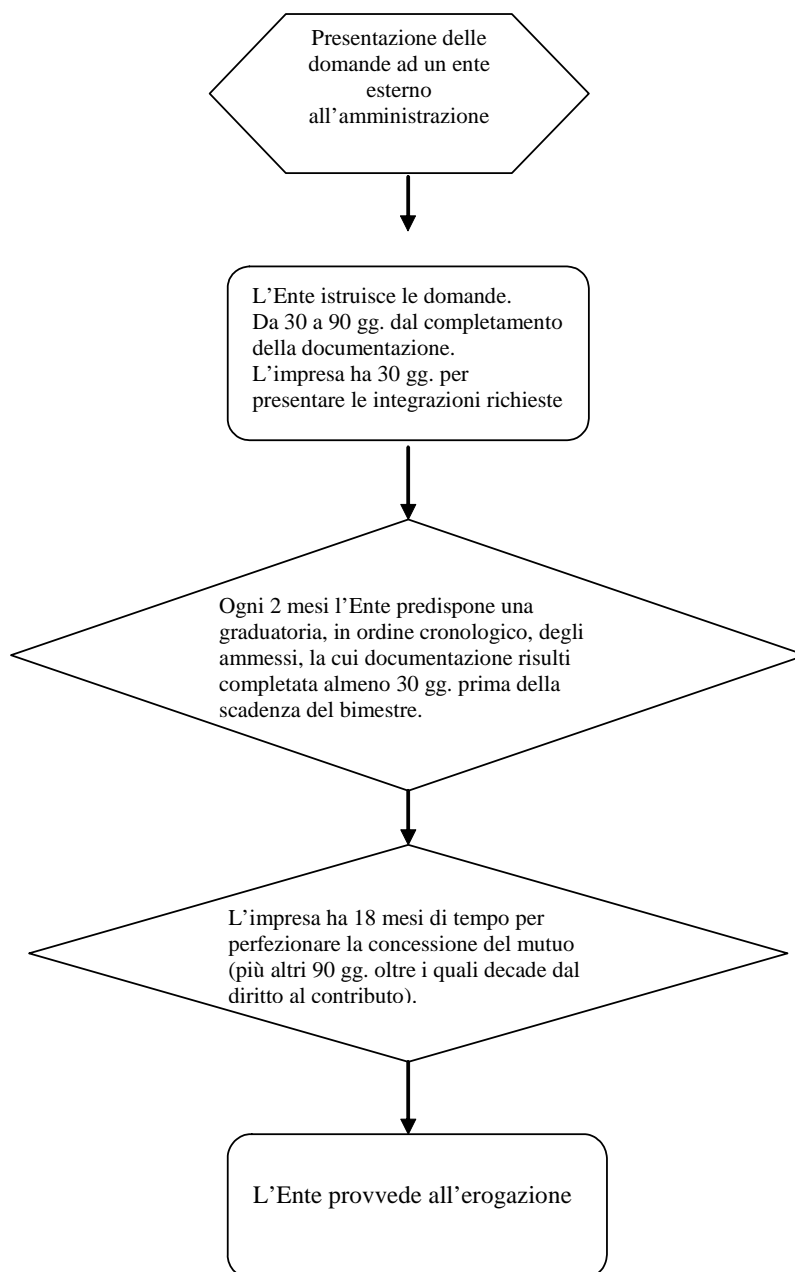 Presentazione delle
domande ad un ente
esterno
all’amministrazione
L’Ente istruisce le domande.
Da 30 a 90 gg. dal completamento
della documentazione.
L’impresa ha 30 gg. per
presentare le integrazioni richieste
Ogni 2 mesi l’Ente predispone una
graduatoria, in ordine cronologico, degli
ammessi, la cui documentazione risulti
completata almeno 30 gg. prima della
scadenza del bimestre.
L’impresa ha 18 mesi di tempo per
perfezionare la concessione del mutuo
(più altri 90 gg. oltre i quali decade dal
diritto al contributo).
L’Ente provvede all’erogazione